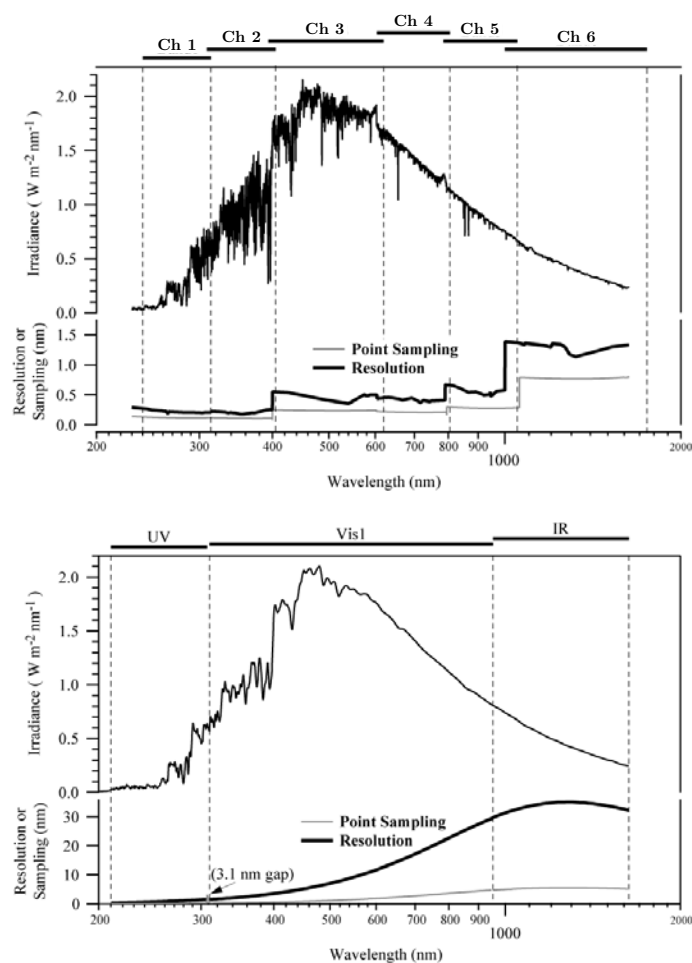 Ch 1 Ch 2 Ch 3 Ch 4 Ch 5 Ch 6
2.0
1.5
1.0
0.5
0.0
Irradiance ( W m-2 nm-1)
1.5
1.0
0.5
0.0
Resolution or
Sampling (nm)
Point Sampling
Resolution
200 300 400 500 600 700 800 900 1000 2000
Wavelength (nm)
UV Vis1 IR
2.0
1.5
1.0
0.5
0.0
Irradiance ( W m-2 nm-1)
30
20
10
0
Resolution or
Sampling (nm)
Point Sampling
Resolution
(3.1 nm gap)
200 300 400 500 600 700 800 900 1000 2000
Wavelength (nm)